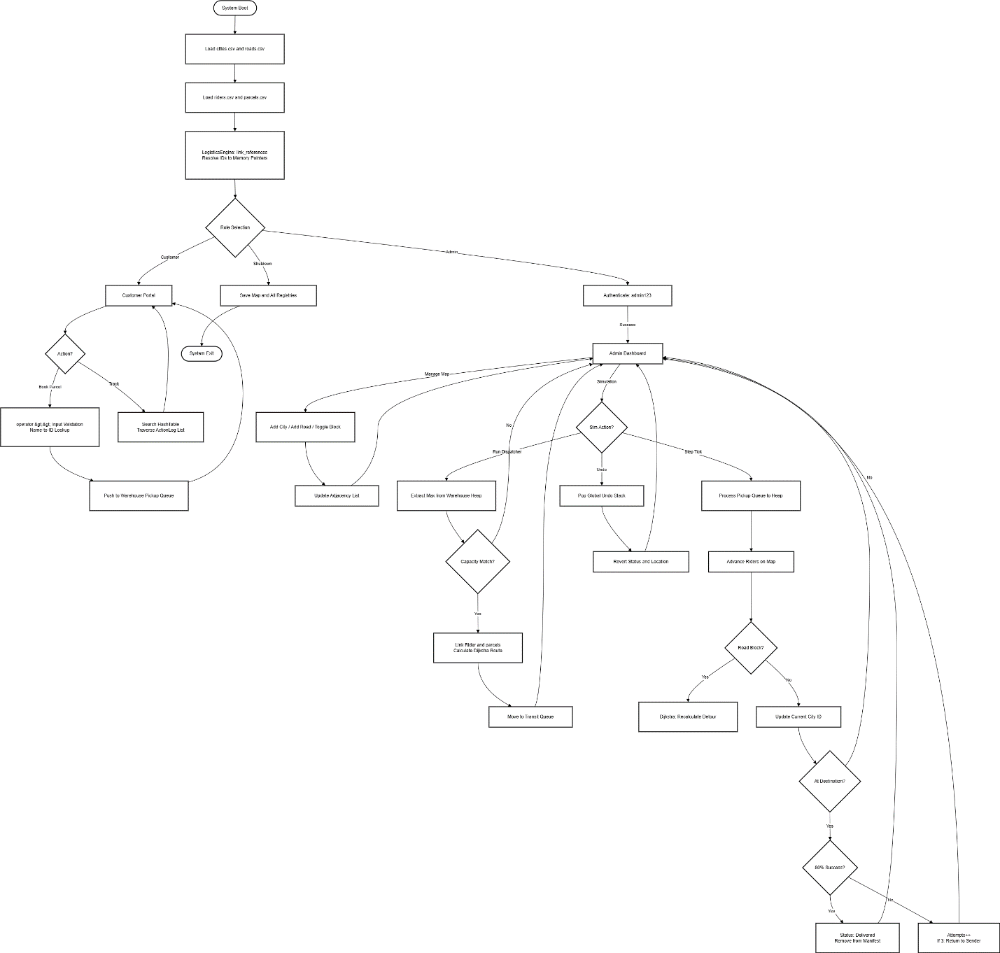 System Boot
Load cities.csv and roads.csv
Load riders.csv and parcels.csv
LogisticsEngine: link_references
Resolve IDs to Memory Pointers
Role Selection
Customer
Shutdown
Admin
Customer Portal
Save Map and All Registries
Authenticate: admin123
Success
Action?
System Exit
Admin Dashboard
Book Parcel
Track
Manage Map
Simulation
operator &gt;&gt; Input Validation
Name-to-ID Lookup
Search HashTable
Traverse ActionLog List
Add City / Add Road / Toggle Block
No
Sim Action?
Run Dispatcher
Undo
Step Tick
No
Push to Warehouse Pickup Queue
Update Adjacency List
Extract Max from Warehouse Heap
Pop Global Undo Stack
Process Pickup Queue to Heap
Capacity Match?
Revert Status and Location
Advance Riders on Map
Yes
Link Rider and parcels
Calculate Dijkstra Route
Road Block?
Yes
No
Move to Transit Queue
Dijkstra: Recalculate Detour
Update Current City ID
At Destination?
Yes
80% Success?
Yes
No
Status: Delivered
Remove from Manifest
Attempts++
If 3: Return to Sender